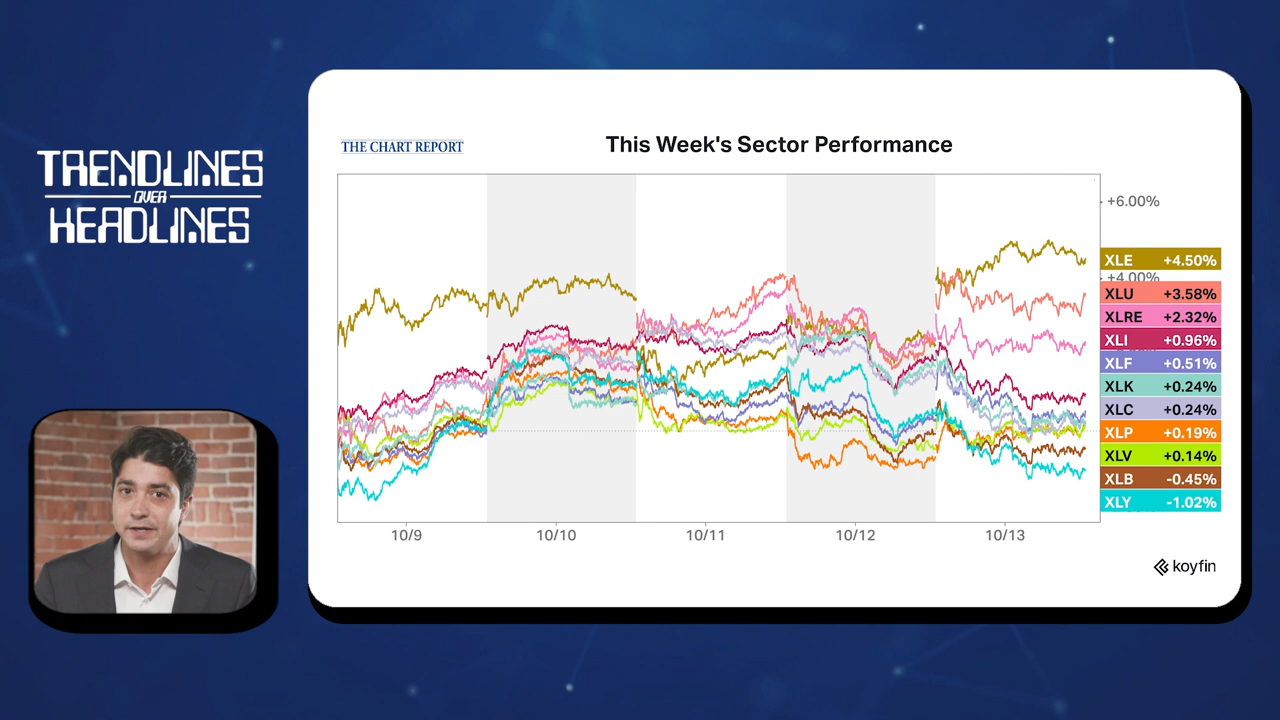 TRENDLINES
OVER
HEADLINES
THE CHART REPORT
This Week's Sector Performance
+6.00%
XLE +4.50%
+4.00%
XLU +3.58%
XLRE +2.32%
XLI +0.96%
XLF +0.51%
XLK +0.24%
XLC +0.24%
XLP +0.19%
XLV +0.14%
XLB -0.45%
XLY -1.02%
10/9 10/10 10/11 10/12 10/13
koyfin